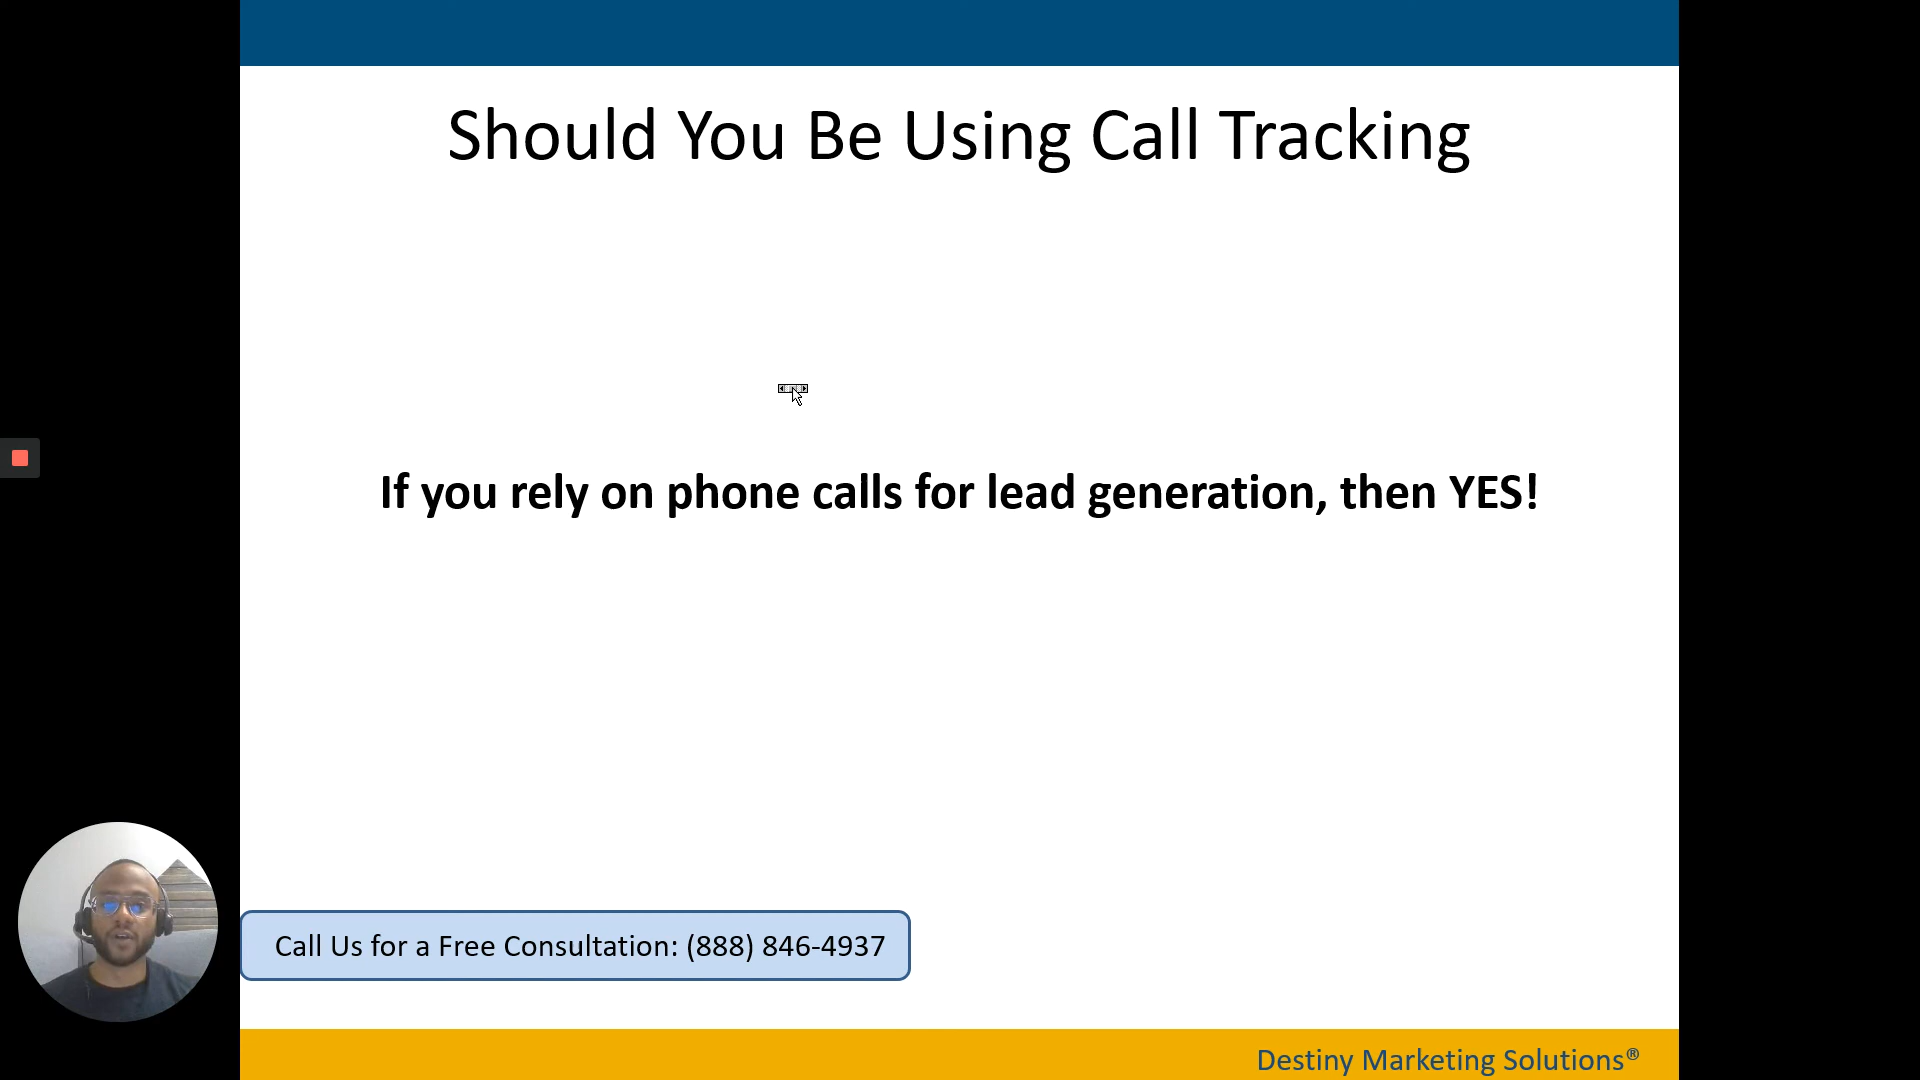 Should You Be Using Call Tracking
If you rely on phone calls for lead generation, then YES!
Call Us for a Free Consultation: (888) 846-4937
Destiny Marketing Solutions®